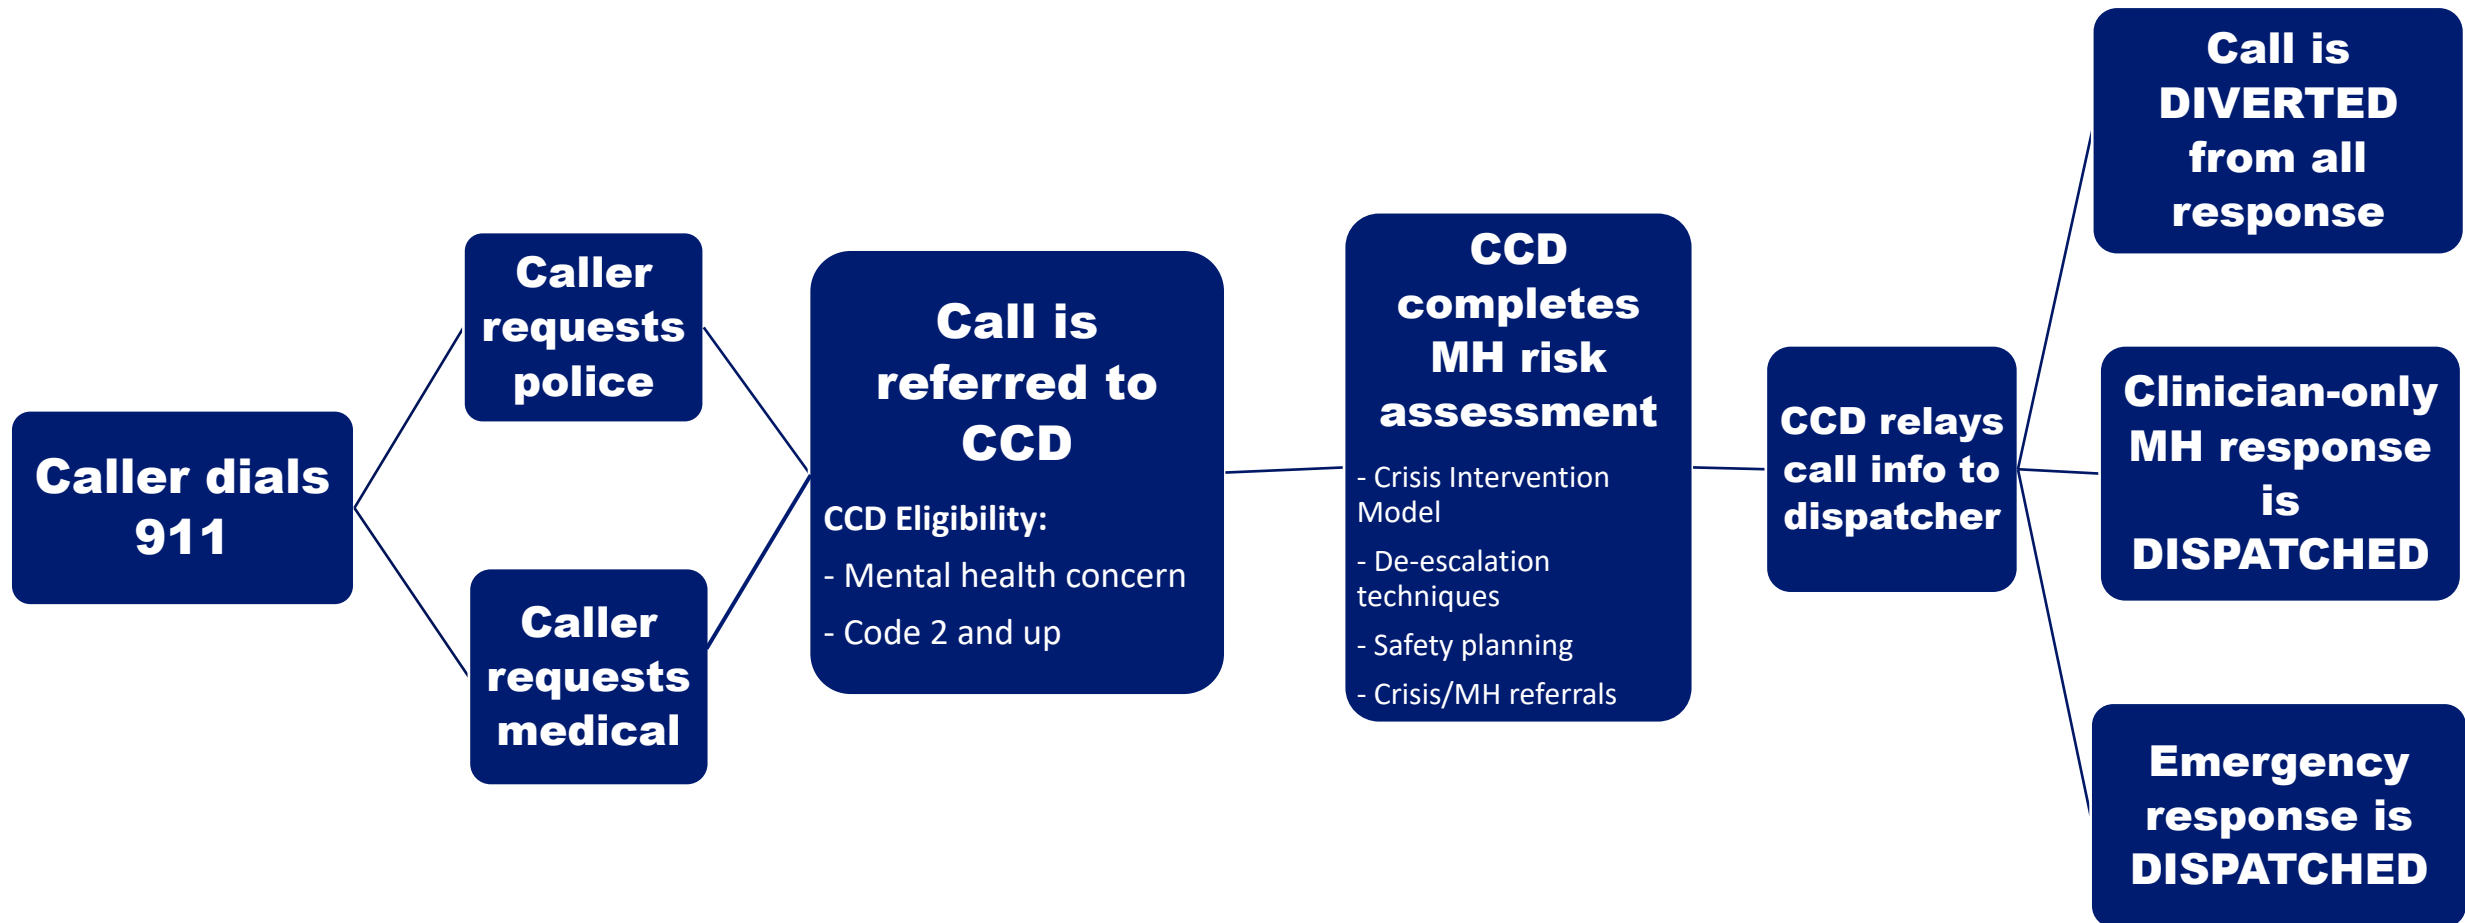 Caller dials
911
Caller
requests
police
Caller
requests
medical
Call is
referred to
CCD
CCD Eligibility:
- Mental health concern
- Code 2 and up
CCD
completes
MH risk
assessment
- Crisis Intervention
Model
- De-escalation
techniques
- Safety planning
- Crisis/MH referrals
CCD relays
call info to
dispatcher
Call is
DIVERTED
from all
response
Clinician-only
MH response
is
DISPATCHED
Emergency
response is
DISPATCHED